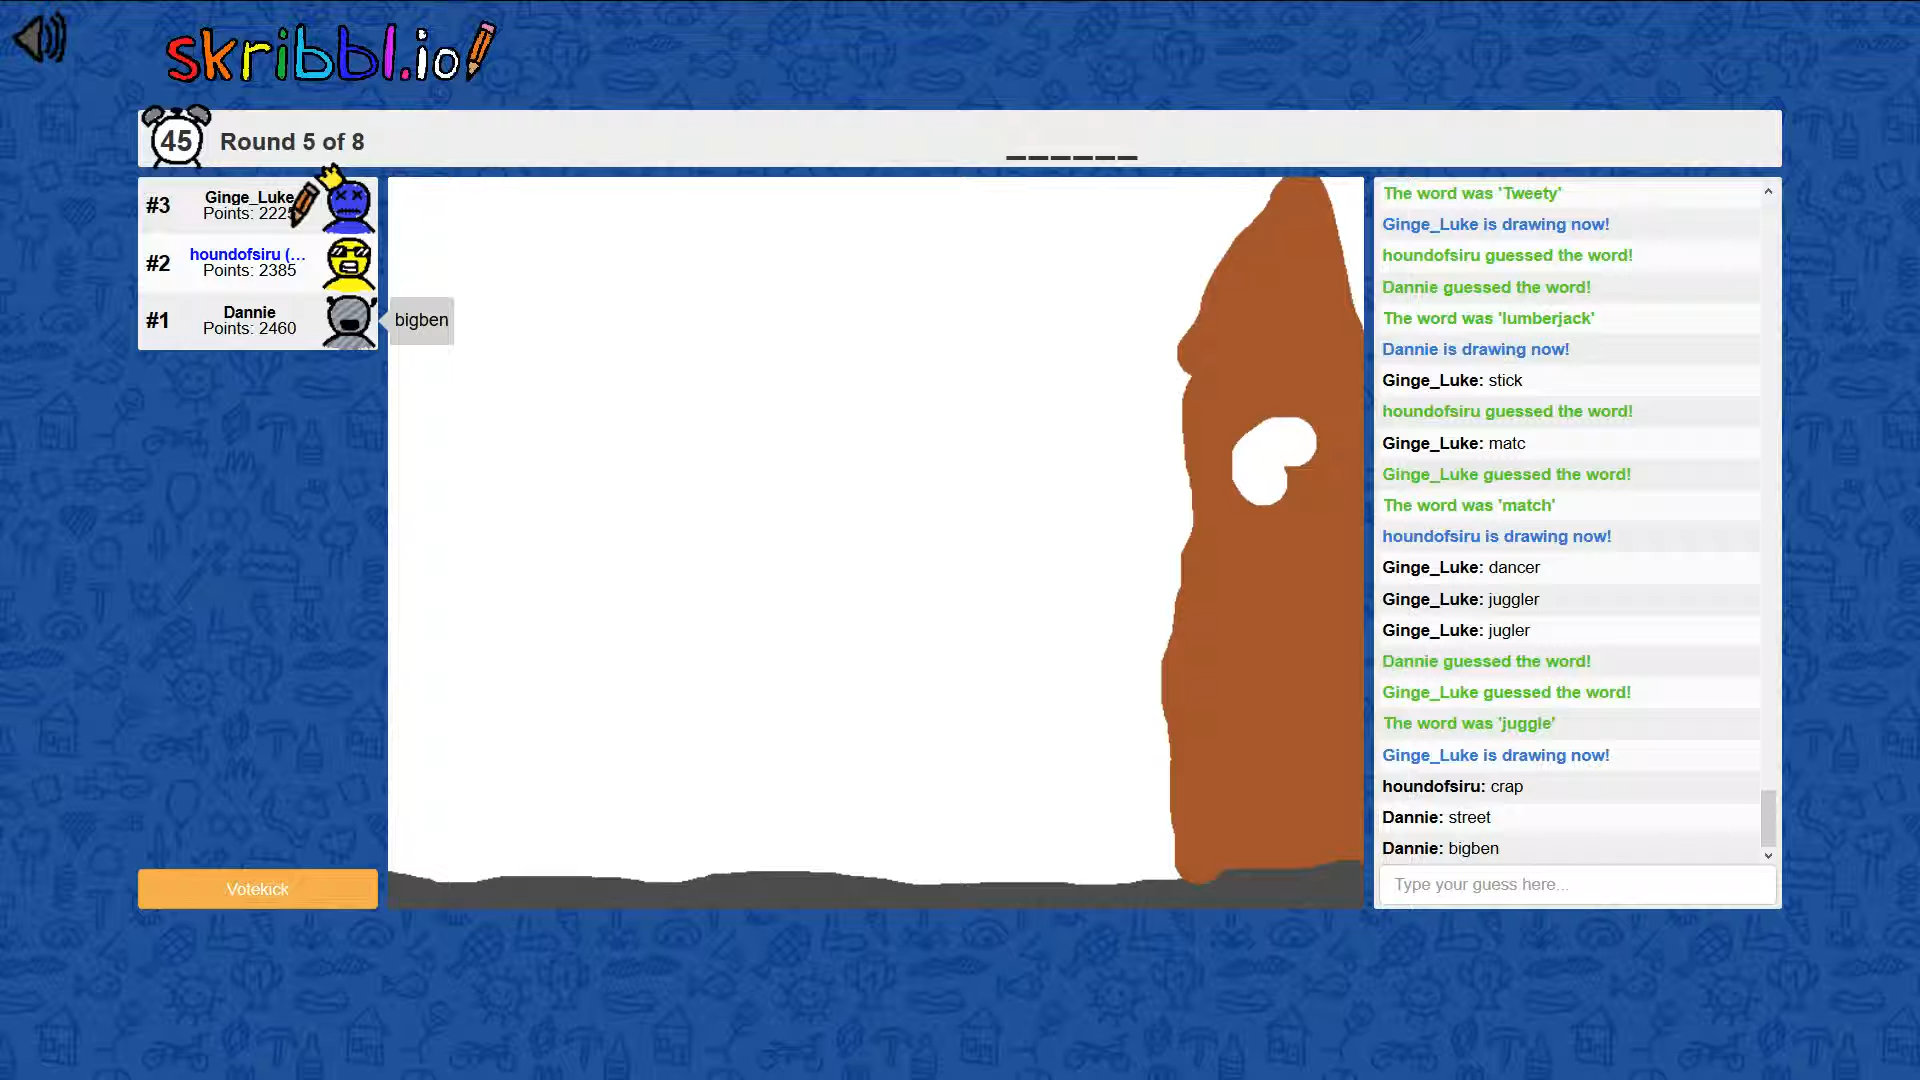 skribbl.io
45
Round 5 of 8
______
#3
Ginge_Luke
Points: 2225
#2
houndofsiru (...
Points: 2385
#1
Dannie
Points: 2460
bigben
Votekick
The word was 'Tweety'
Ginge_Luke is drawing now!
houndofsiru guessed the word!
Dannie guessed the word!
The word was 'lumberjack'
Dannie is drawing now!
Ginge_Luke: stick
houndofsiru guessed the word!
Ginge_Luke: matc
Ginge_Luke guessed the word!
The word was 'match'
houndofsiru is drawing now!
Ginge_Luke: dancer
Ginge_Luke: juggler
Ginge_Luke: jugler
Dannie guessed the word!
Ginge_Luke guessed the word!
The word was 'juggle'
Ginge_Luke is drawing now!
houndofsiru: crap
Dannie: street
Dannie: bigben
Type your guess here...